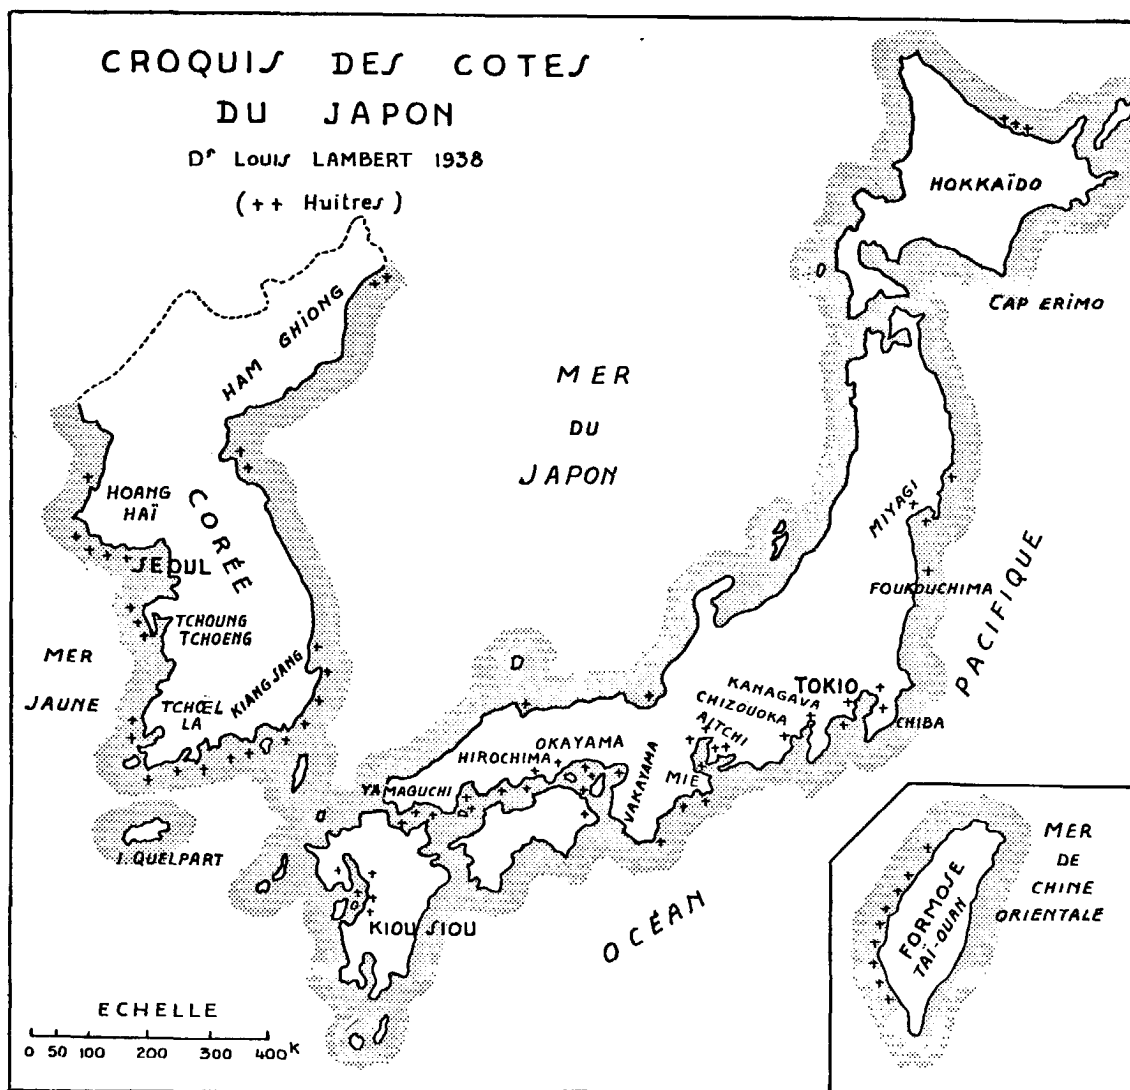 CROQUIS DES COTES
DU JAPON
Dr LOUIS LAMBERT 1938
(++ Huitres)
HOKKAÏDO
CAP ERIMO
HAM GHÏONG
MER
DU
JAPON
HOANG
HAÏ
CORÉE
SEOUL
TCHOUNG
TCHOENG
MER
JAUNE
KIANG JANG
TCHŒL
LA
I. QUELPART
MIYAGI
FOUKOUCHIMA
PACIFIQUE
TOKIO
KANAGAVA
CHIZOUOKA
AITCHI
CHIBA
OKAYAMA
HIROCHIMA
YAMAGUCHI
VAKAYAMA
MIE
KIOU SIOU
OCÉAN
MER
DE
CHINE
ORIENTALE
FORMOSE
TAÏ-OUAN
ECHELLE
0 50 100 200 300 400K